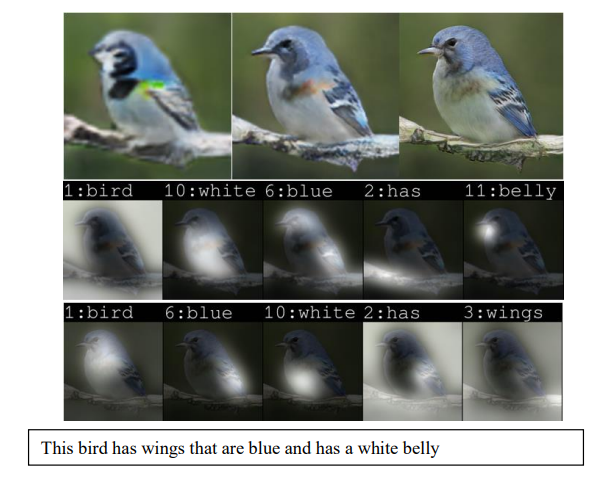 1:bird 10:white 6:blue 2:has 11:belly
1:bird 6:blue 10:white 2:has 3:wings
This bird has wings that are blue and has a white belly